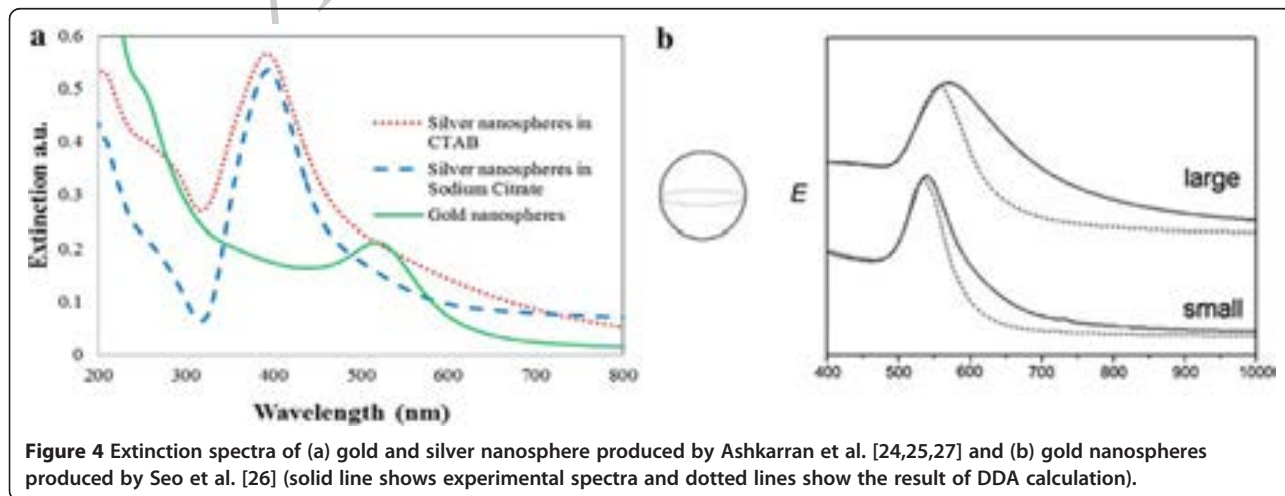 a
0.6
0.5
0.4
0.3
0.2
0.1
0
Extinction a.u.
Silver nanospheres in
CTAB
Silver nanospheres in
Sodium Citrate
Gold nanospheres
200 300 400 500 600 700 800
Wavelength (nm)
b
E
large
small
400 500 600 700 800 900 10000
Figure 4 Extinction spectra of (a) gold and silver nanosphere produced by Ashkarran et al. [24,25,27] and (b) gold nanospheres
produced by Seo et al. [26] (solid line shows experimental spectra and dotted lines show the result of DDA calculation).